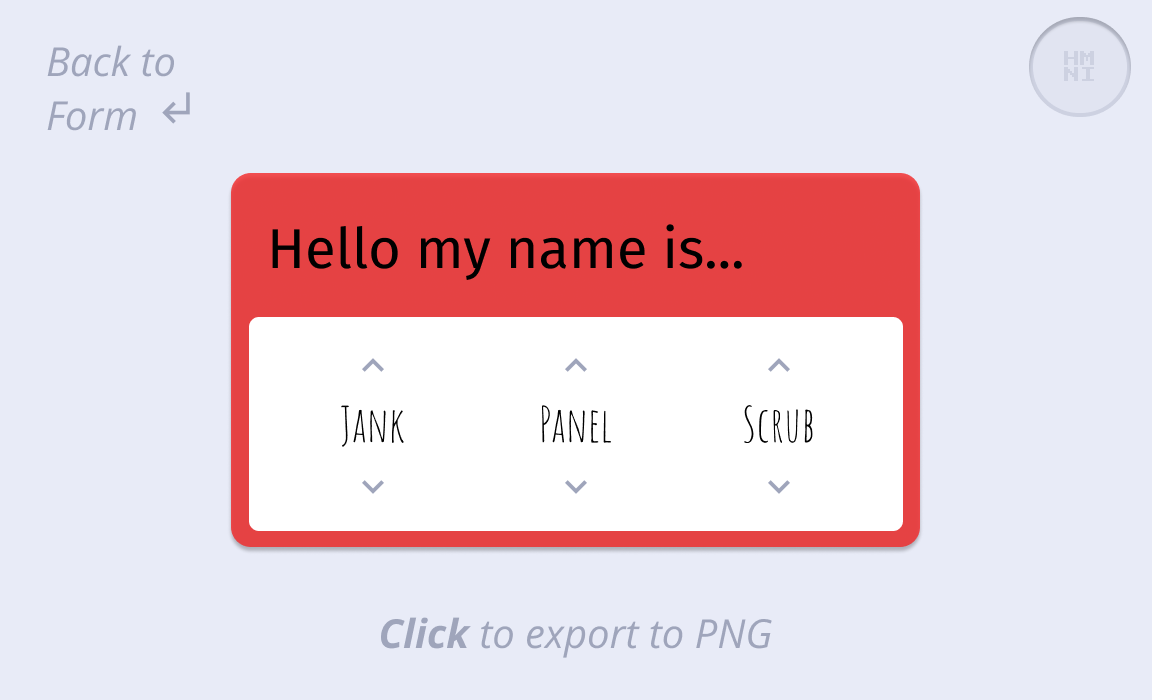 Back to
Form
HM
NI
Hello my name is...
Jank Panel Scrub
Click to export to PNG